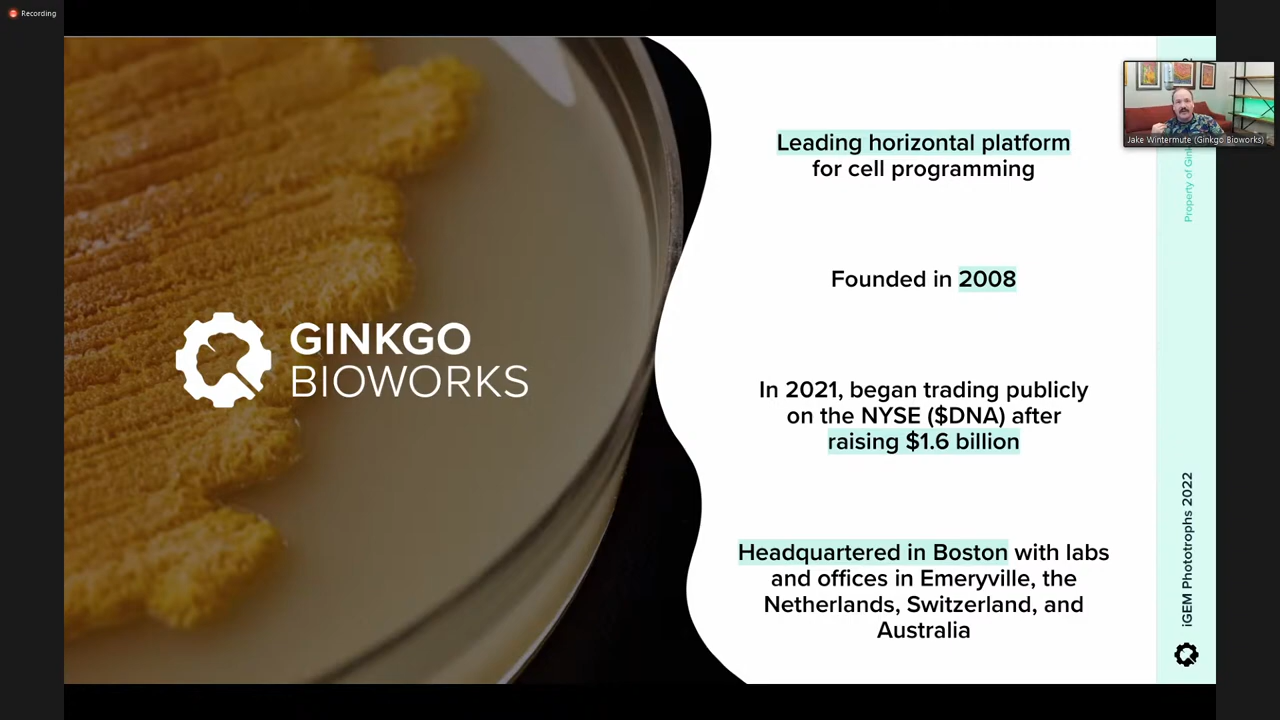 Recording
GINKGO
BIOWORKS
Leading horizontal platform
for cell programming
Founded in 2008
In 2021, began trading publicly
on the NYSE ($DNA) after
raising $1.6 billion
Headquartered in Boston with labs
and offices in Emeryville, the
Netherlands, Switzerland, and
Australia
Jake Wintermute (Ginkgo Bioworks)
Property of
iGEM Phototrophs 2022